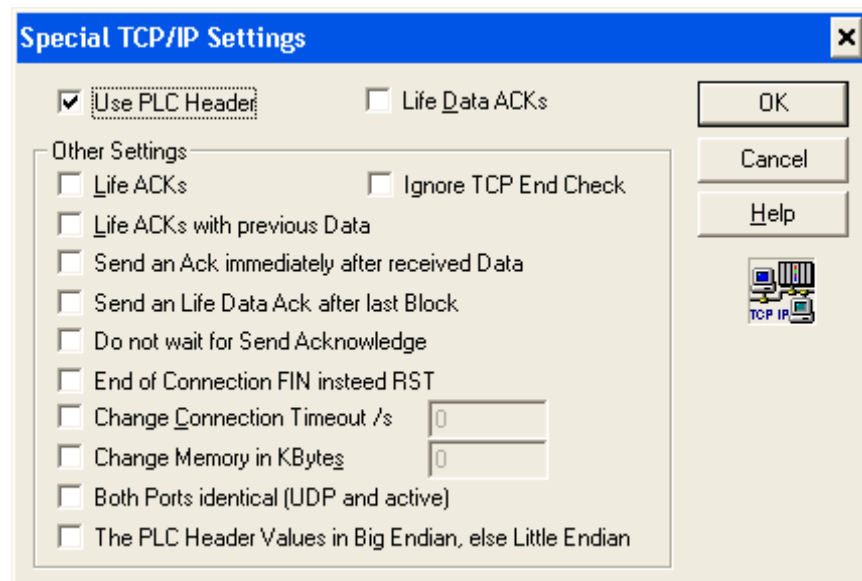 Special TCP/IP Settings
Use PLC Header
Life Data ACKs
OK
Other Settings
Cancel
Life ACKs
Ignore TCP End Check
Help
Life ACKs with previous Data
Send an Ack immediately after received Data
Send an Life Data Ack after last Block
TCP IP
Do not wait for Send Acknowledge
End of Connection FIN insteed RST
Change Connection Timeout /s
0
Change Memory in KBytes
0
Both Ports identical (UDP and active)
The PLC Header Values in Big Endian, else Little Endian